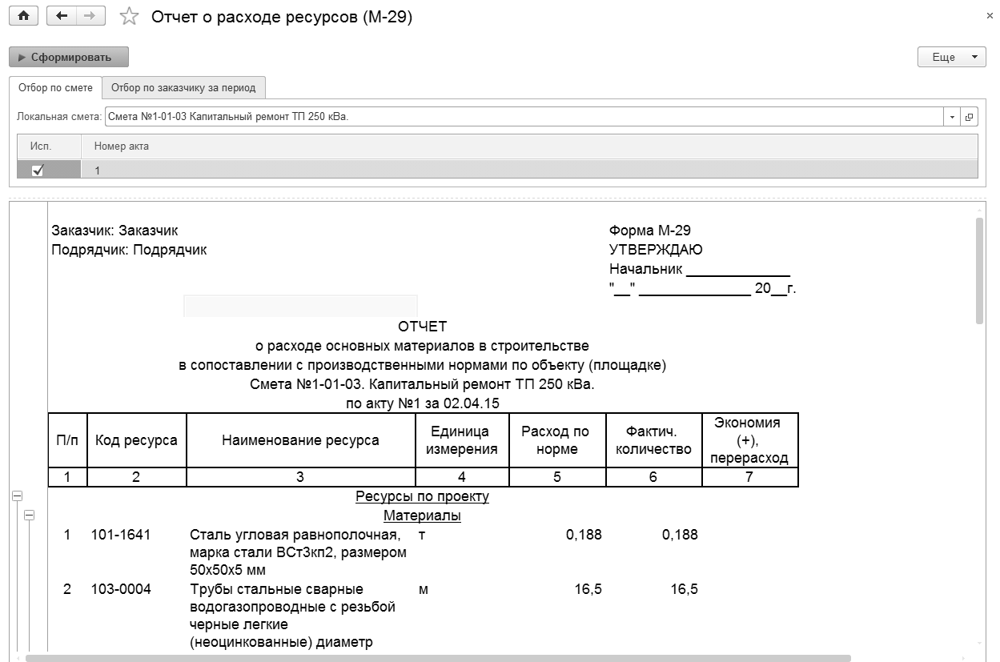 Отчет о расходе ресурсов (М-29)
Сформировать
Еще
Отбор по смете
Отбор по заказчику за период
Локальная смета: Смета №1-01-03 Капитальный ремонт ТП 250 кВа.
Исп. Номер акта
1
Заказчик: Заказчик
Форма М-29
Подрядчик: Подрядчик
УТВЕРЖДАЮ
Начальник _____________
"__" ______________ 20__г.
ОТЧЕТ
о расходе основных материалов в строительстве
в сопоставлении с производственными нормами по объекту (площадке)
Смета №1-01-03. Капитальный ремонт ТП 250 кВа.
по акту №1 за 02.04.15
П/п Код ресурса Наименование ресурса Единица измерения Расход по норме Фактич. количество Экономия (+), перерасход
1 2 3 4 5 6 7
Ресурсы по проекту
Материалы
1 101-1641 Сталь угловая равнополочная, т 0,188 0,188
марка стали ВСт3кп2, размером
50х50х5 мм
2 103-0004 Трубы стальные сварные м 16,5 16,5
водогазопроводные с резьбой
черные легкие
(неоцинкованные) диаметр